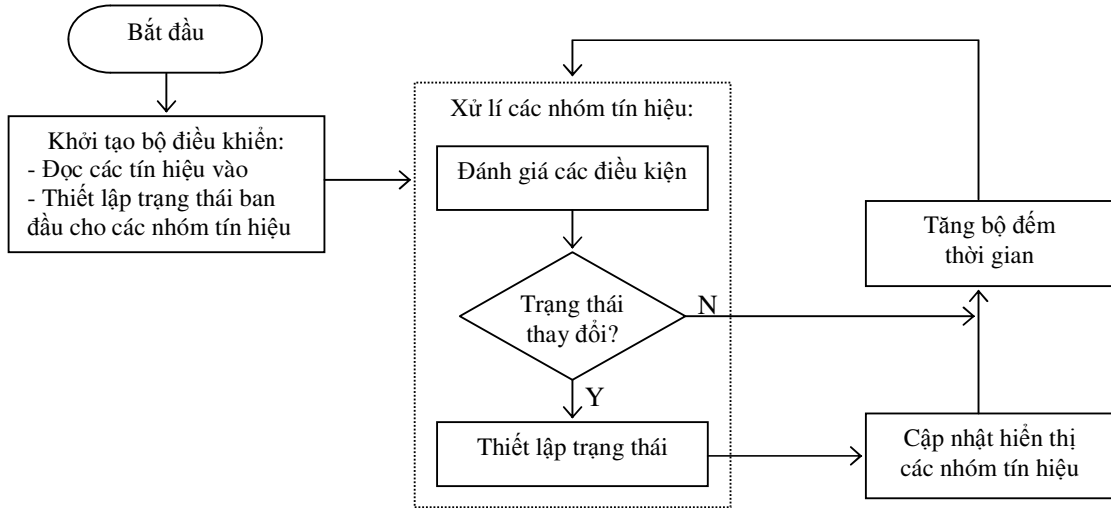 Bắt đầu
Khởi tạo bộ điều khiển:
- Đọc các tín hiệu vào
- Thiết lập trạng thái ban
đầu cho các nhóm tín hiệu
Xử lí các nhóm tín hiệu:
Đánh giá các điều kiện
Trạng thái
thay đổi?
N
Y
Thiết lập trạng thái
Tăng bộ đếm
thời gian
Cập nhật hiển thị
các nhóm tín hiệu